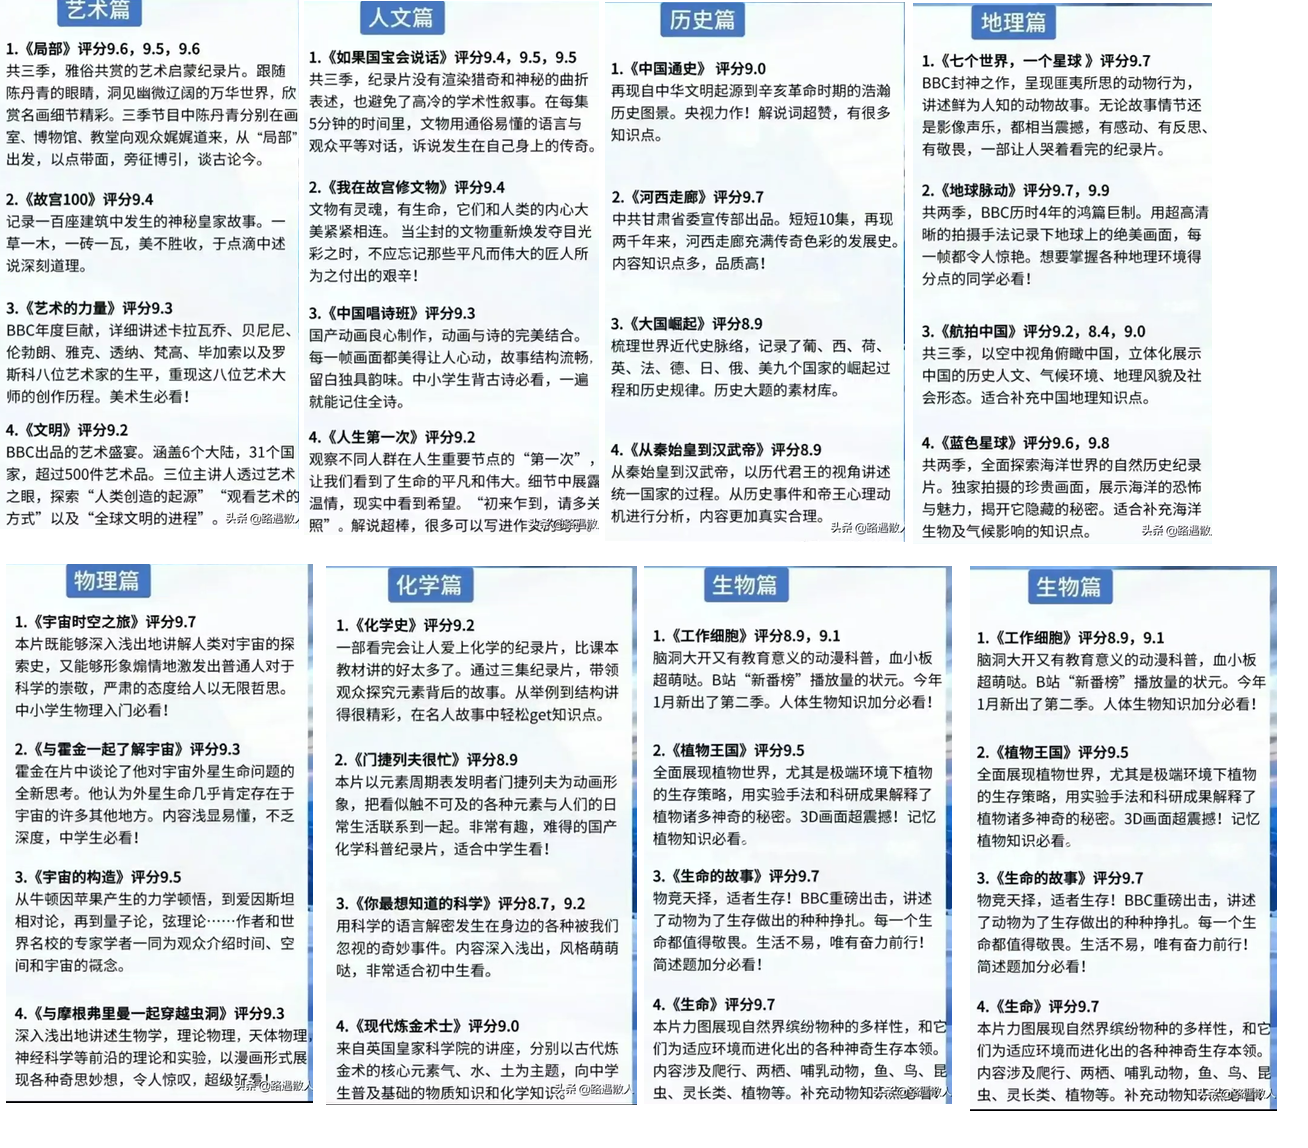 艺术篇
1.《局部》评分9.6，9.5，9.6
共三季，雅俗共赏的艺术启蒙纪录片。跟随
陈丹青的眼睛，洞见幽微辽阔的万华世界，欣
赏名画细节精彩。三季节目中陈丹青分别在画
室、博物馆、教堂向观众娓娓道来，从“局部”
出发，以点带面，旁征博引，谈古论今。
2.《故宫100》评分9.4
记录一百座建筑中发生的神秘皇家故事。一
草一木，一砖一瓦，美不胜收，于点滴中述
说深刻道理。
3.《艺术的力量》评分9.3
BBC年度巨献，详细讲述卡拉瓦乔、贝尼尼、
伦勃朗、雅克、透纳、梵高、毕加索以及罗
斯科八位艺术家的生平，重现这八位艺术大
师的创作历程。美术生必看！
4.《文明》评分9.2
BBC出品的艺术盛宴。涵盖6个大陆，31个国
家，超过500件艺术品。三位主讲人透过艺术
之眼，探索“人类创造的起源”“观看艺术的
方式”以及“全球文明的进程”。
头条 @路遇散人
人文篇
1.《如果国宝会说话》评分9.4，9.5，9.5
共三季，纪录片没有渲染猎奇和神秘的曲折
表述，也避免了高冷的学术性叙事。在每集
5分钟的时间里，文物用通俗易懂的语言与
观众平等对话，诉说发生在自己身上的传奇。
2.《我在故宫修文物》评分9.4
文物有灵魂，有生命，它们和人类的内心大
美紧紧相连。 当尘封的文物重新焕发夺目光
彩之时，不应忘记那些平凡而伟大的匠人所
为之付出的艰辛！
3.《中国唱诗班》评分9.3
国产动画良心制作，动画与诗的完美结合。
每一帧画面都美得让人心动，故事结构流畅，
留白独具韵味。中小学生背古诗必看，一遍
就能记住全诗。
4.《人生第一次》评分9.2
观察不同人群在人生重要节点的“第一次”，
让我们看到了生命的平凡和伟大。细节中展露
温情，现实中看到希望。“初来乍到，请多关
照”。解说超棒，很多可以写进作文
头条 @路遇散人
历史篇
1.《中国通史》 评分9.0
再现自中华文明起源到辛亥革命时期的浩瀚
历史图景。央视力作！解说词超赞，有很多
知识点。
2.《河西走廊》评分9.7
中共甘肃省委宣传部出品。短短10集，再现
两千年来，河西走廊充满传奇色彩的发展史。
内容知识点多，品质高！
3.《大国崛起》评分8.9
梳理世界近代史脉络，记录了葡、西、荷、
英、法、德、日、俄、美九个国家的崛起过
程和历史规律。历史大题的素材库。
4.《从秦始皇到汉武帝》评分8.9
从秦始皇到汉武帝，以历代君王的视角讲述
统一国家的过程。从历史事件和帝王心理动
机进行分析，内容更加真实合理。
头条 @路遇散人
地理篇
1.《七个世界，一个星球 》评分9.7
BBC封神之作，呈现匪夷所思的动物行为，
讲述鲜为人知的动物故事。无论故事情节还
是影像声乐，都相当震撼，有感动、有反思、
有敬畏，一部让人哭着看完的纪录片。
2.《地球脉动》评分9.7，9.9
共两季，BBC历时4年的鸿篇巨制。用超高清
晰的拍摄手法记录下地球上的绝美画面，每
一帧都令人惊艳。想要掌握各种地理环境得
分点的同学必看！
3.《航拍中国》评分9.2，8.4，9.0
共三季，以空中视角俯瞰中国，立体化展示
中国的历史人文、气候环境、地理风貌及社
会形态。适合补充中国地理知识点。
4.《蓝色星球》评分9.6，9.8
共两季，全面探索海洋世界的自然历史纪录
片。独家拍摄的珍贵画面，展示海洋的恐怖
与魅力，揭开它隐藏的秘密。适合补充海洋
生物及气候影响的知识点。
头条 @路遇散人
物理篇
1.《宇宙时空之旅》评分9.7
本片既能够深入浅出地讲解人类对宇宙的探
索史，又能够形象煽情地激发出普通人对于
科学的崇敬，严肃的态度给人以无限哲思。
中小学生物理入门必看！
2.《与霍金一起了解宇宙》评分9.3
霍金在片中谈论了他对宇宙外星生命问题的
全新思考。他认为外星生命几乎肯定存在于
宇宙的许多其他地方。内容浅显易懂，不乏
深度，中学生必看！
3.《宇宙的构造》评分9.5
从牛顿因苹果产生的力学顿悟，到爱因斯坦
相对论，再到量子论，弦理论······作者和世
界名校的专家学者一同为观众介绍时间、空
间和宇宙的概念。
4.《与摩根弗里曼一起穿越虫洞》评分9.3
深入浅出地讲述生物学，理论物理，天体物理，
神经科学等前沿的理论和实验，以漫画形式展
现各种奇思妙想，令人惊叹，超级好看！
头条 @路遇散人
化学篇
1.《化学史》评分9.2
一部看完会让人爱上化学的纪录片，比课本
教材讲的好太多了。通过三集纪录片，带领
观众探究元素背后的故事。从举例到结构讲
得很精彩，在名人故事中轻松get知识点。
2.《门捷列夫很忙》评分8.9
本片以元素周期表发明者门捷列夫为动画形
象，把看似触不可及的各种元素与人们的日
常生活联系到一起。非常有趣，难得的国产
化学科普纪录片，适合中学生看！
3.《你最想知道的科学》评分8.7，9.2
用科学的语言解密发生在身边的各种被我们
忽视的奇妙事件。内容深入浅出，风格萌萌
哒，非常适合初中生看。
4.《现代炼金术士》评分9.0
来自英国皇家科学院的讲座，分别以古代炼
金术的核心元素气、水、土为主题，向中学
生普及基础的物质知识和化学知识。
头条 @路遇散人
生物篇
1.《工作细胞》评分8.9，9.1
脑洞大开又有教育意义的动漫科普，血小板
超萌哒。B站“新番榜”播放量的状元。今年
1月新出了第二季。人体生物知识加分必看！
2.《植物王国》评分9.5
全面展现植物世界，尤其是极端环境下植物
的生存策略，用实验手法和科研成果解释了
植物诸多神奇的秘密。3D画面超震撼！记忆
植物知识必看。
3.《生命的故事》评分9.7
物竞天择，适者生存！BBC重磅出击，讲述
了动物为了生存做出的种种挣扎。每一个生
命都值得敬畏。生活不易，唯有奋力前行！
简述题加分必看！
4.《生命》评分9.7
本片力图展现自然界缤纷物种的多样性，和它
们为适应环境而进化出的各种神奇生存本领。
内容涉及爬行、两栖、哺乳动物，鱼、鸟、昆
虫、灵长类、植物等。补充动物知识点必看！
头条 @路遇散人
生物篇
1.《工作细胞》评分8.9，9.1
脑洞大开又有教育意义的动漫科普，血小板
超萌哒。B站“新番榜”播放量的状元。今年
1月新出了第二季。人体生物知识加分必看！
2.《植物王国》评分9.5
全面展现植物世界，尤其是极端环境下植物
的生存策略，用实验手法和科研成果解释了
植物诸多神奇的秘密。3D画面超震撼！记忆
植物知识必看。
3.《生命的故事》评分9.7
物竞天择，适者生存！BBC重磅出击，讲述
了动物为了生存做出的种种挣扎。每一个生
命都值得敬畏。生活不易，唯有奋力前行！
简述题加分必看！
4.《生命》评分9.7
本片力图展现自然界缤纷物种的多样性，和它
们为适应环境而进化出的各种神奇生存本领。
内容涉及爬行、两栖、哺乳动物，鱼、鸟、昆
虫、灵长类、植物等。补充动物知识点必看！
头条 @路遇散人